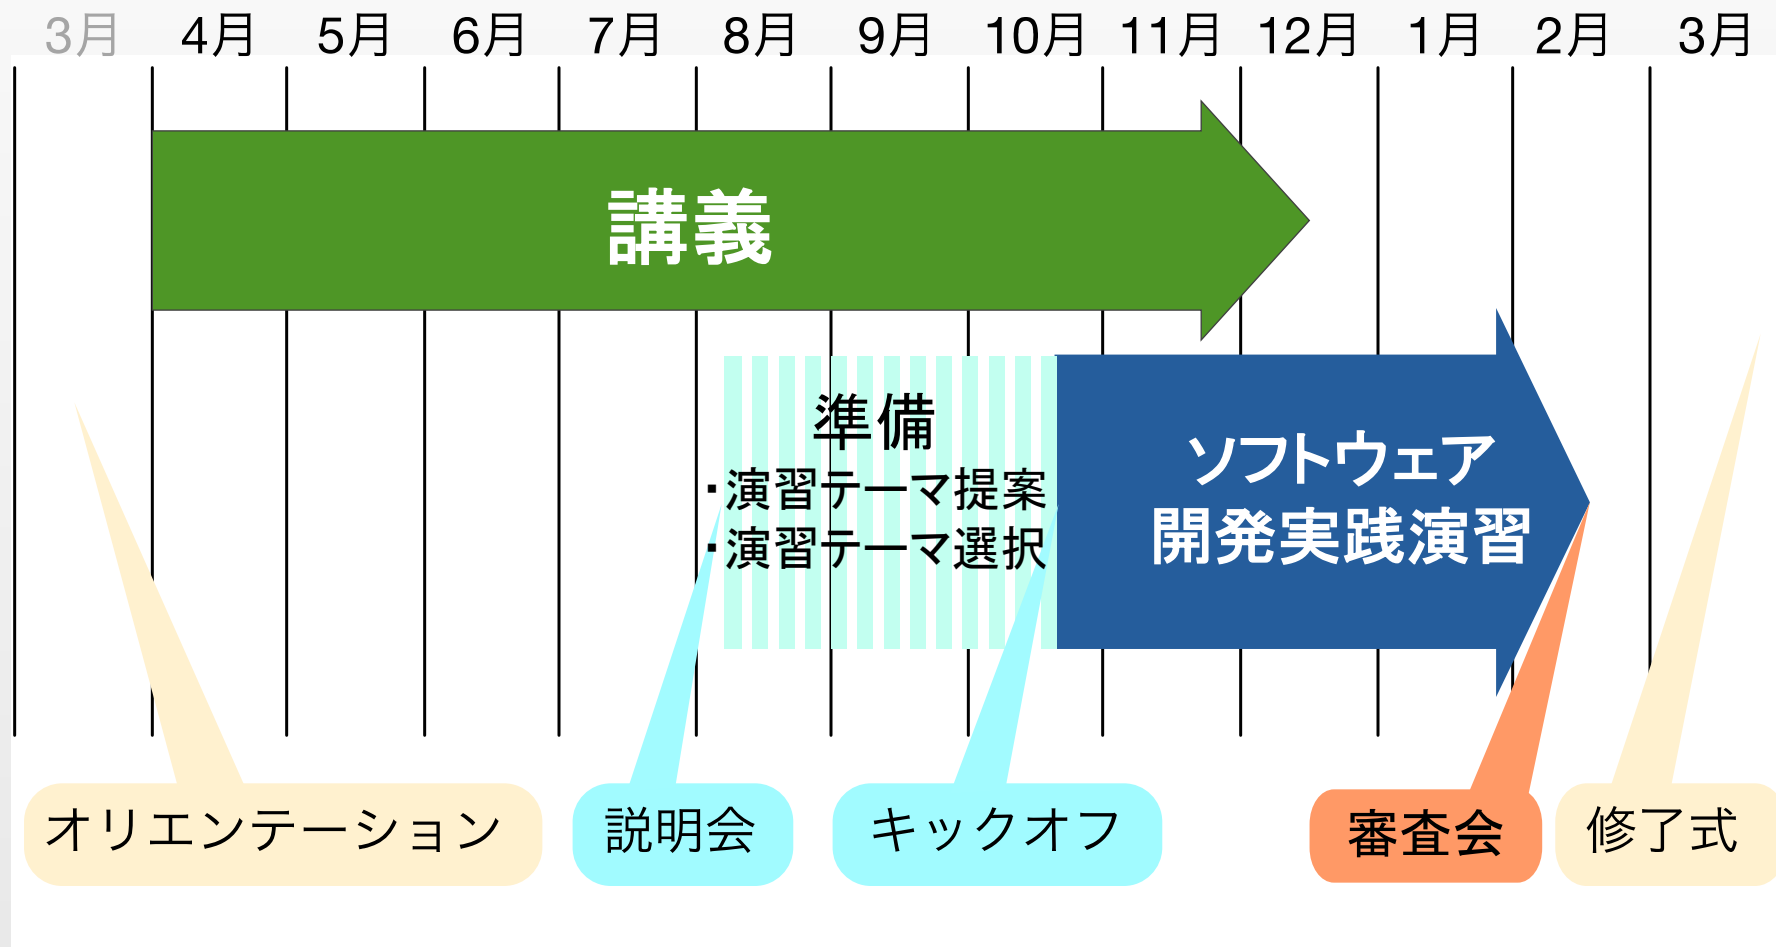 3月 4月 5月 6月 7月 8月 9月 10月 11月 12月 1月 2月 3月
講義
準備
・演習テーマ提案
・演習テーマ選択
ソフトウェア
開発実践演習
オリエンテーション
説明会
キックオフ
審査会
修了式